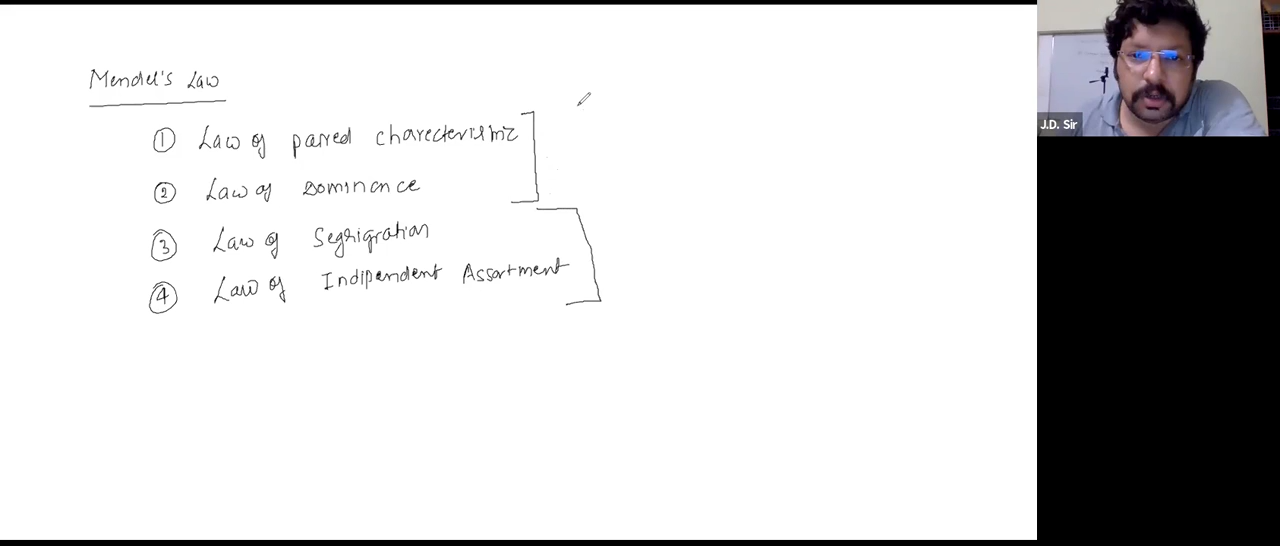 Mendel's Law
① Law of paired charecteristic
② Law of Dominance
③ Law of Segrigration
④ Law of Indipendent Assortment
J.D. Sir